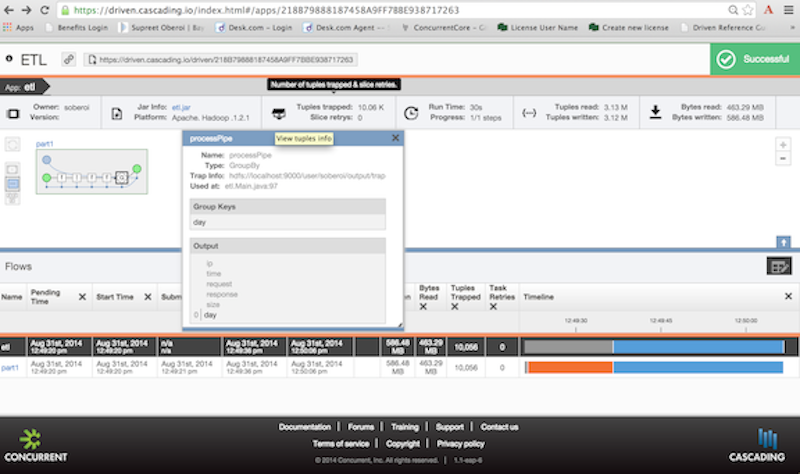 https://driven.cascading.io/index.html#/apps/218B79888187458A9FF7BBE938717263
Apps Benefits Login Supreet Oberoi Desk.com – Login Desk.com Agent – ConcurrentCore – G License User Name Create new license Driven Reference G
ETL https://driven.cascading.io/driven/218B79888187458A9FF7BBE938717263 Successful
App: etl Number of tuples trapped & slice retries.
Owner: soberoi Jar Info: etl.jar Tuples trapped: 10.06 K Run Time: 30s Tuples read: 3.13 M Bytes read: 463.29 MB
Version: Platform: Apache. Hadoop .1.2.1 Slice retrys: 0 Progress: 1/1 steps Tuples written: 3.12 M Bytes written: 586.48 MB
part1
processPipe View tuples info
Name: processPipe
Type: GroupBy
Trap Info: hdfs://localhost:9000/user/soberoi/output/trap
Used at: etl.Main.java:97
Group Keys
day
Output
ip
time
request
response
size
0 day
Flows
Name Pending Time Start Time Subm n Bytes Read Tuples Trapped Task Retries Timeline
12:49:30 12:49:45 12:50:00
etl Aug 31st, 2014 Aug 31st, 2014 n/a Aug 31st, 2014 Aug 31st, 2014 586.48 463.29 10,056 0
12:49:20 pm 12:49:20 pm n/a 12:49:36 pm 12:50:06 pm MB MB
part1 Aug 31st, 2014 Aug 31st, 2014 Aug 31st, 2014 Aug 31st, 2014 Aug 31st, 2014 586.48 463.29 10,056 0
12:49:20 pm 12:49:20 pm 12:49:21 pm 12:49:36 pm 12:50:06 pm MB MB
Documentation | Forums | Training | Support | Contact us
Terms of service | Copyright | Privacy policy
© 2014 Concurrent, Inc. All rights reserved. | 1.1-eap-6
CONCURRENT CASCADING